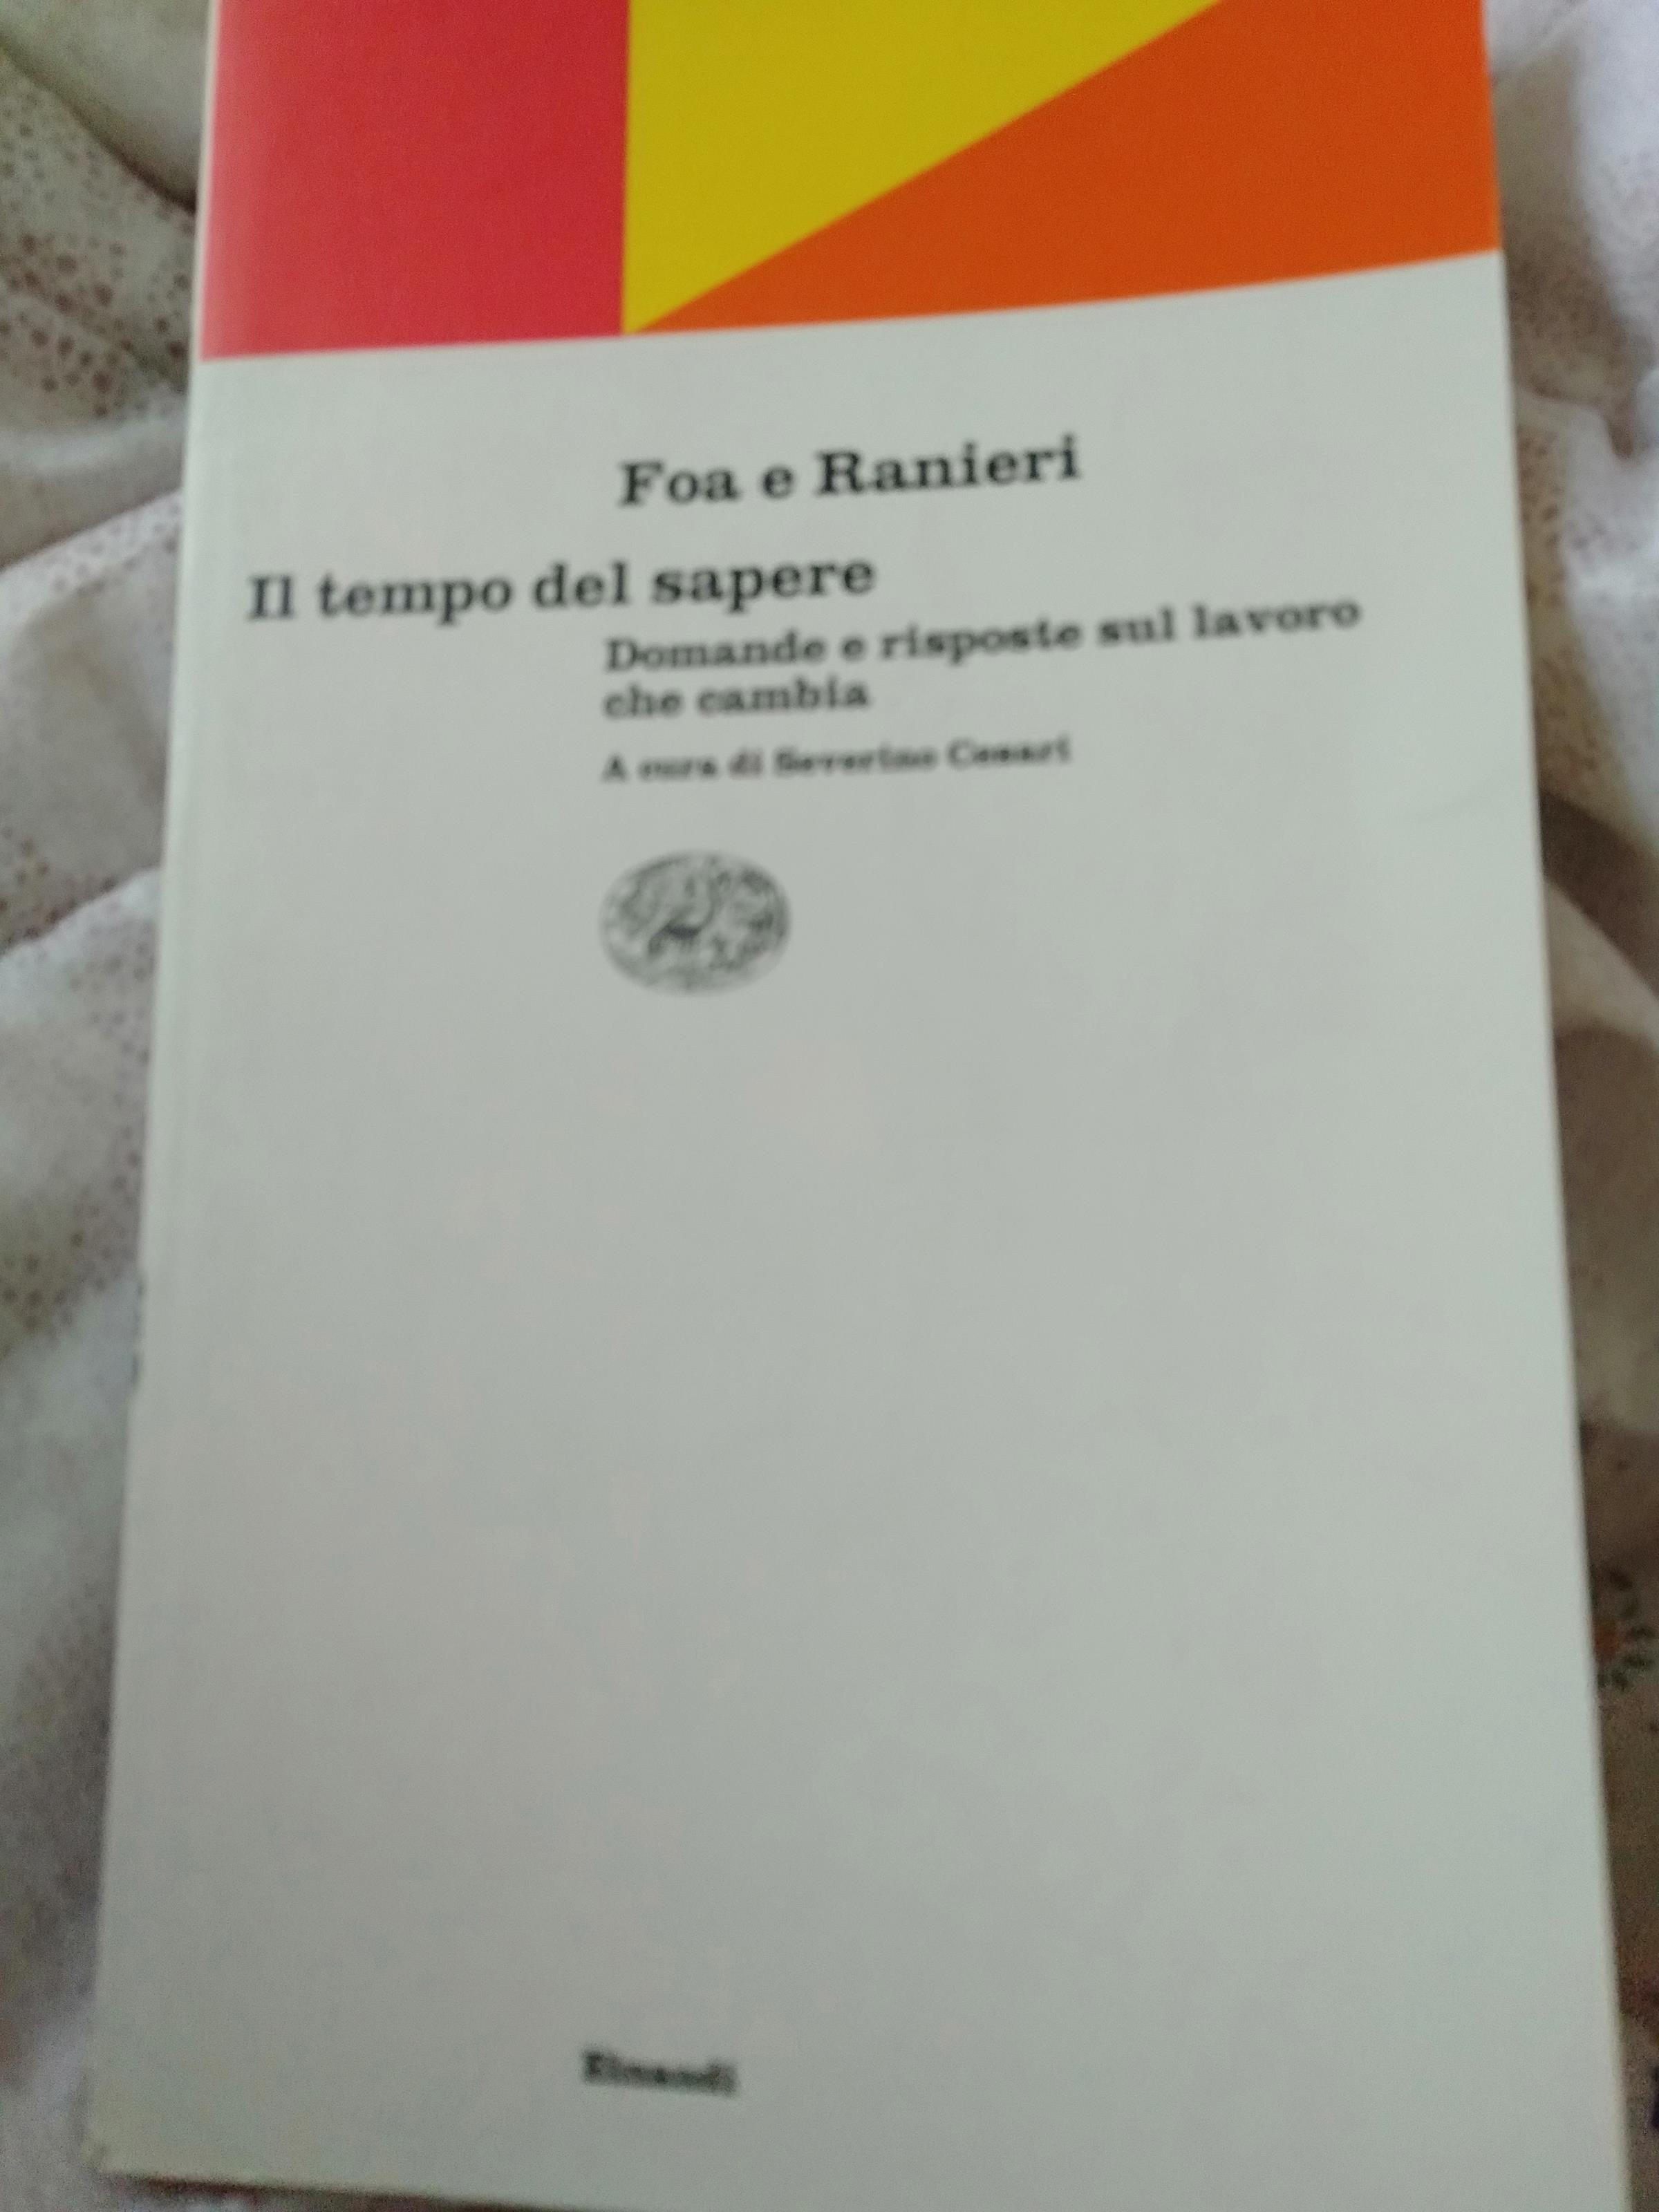 Foa e Ranieri
Il tempo del sapere
Domande e risposte sul lavoro
che cambia
A cura di Severino Cesari
Einaudi